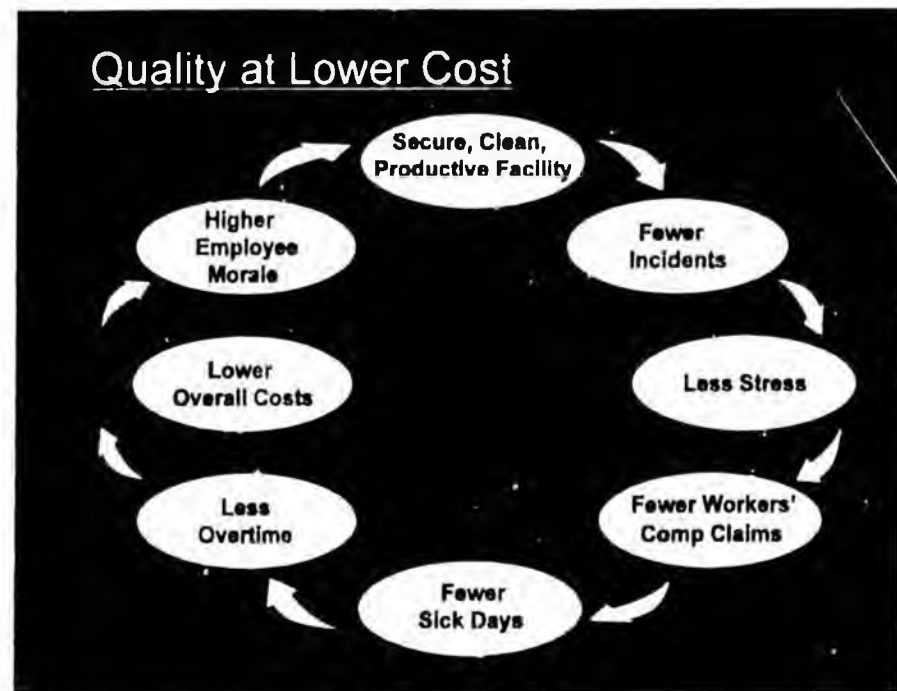 Quality at Lower Cost
Secure, Clean,
Productive Facility
Fewer
Incidents
Less Stress
Fewer Workers'
Comp Claims
Fewer
Sick Days
Less
Overtime
Lower
Overall Costs
Higher
Employee
Morale